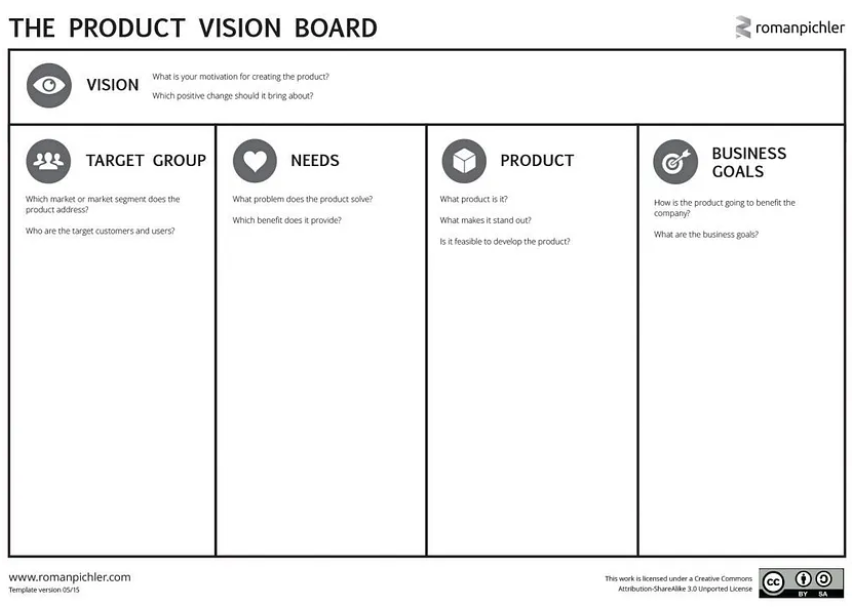 THE PRODUCT VISION BOARD
romanpichler
VISION
What is your motivation for creating the product?
Which positive change should it bring about?
TARGET GROUP
Which market or market segment does the
product address?
Who are the target customers and users?
NEEDS
What problem does the product solve?
Which benefit does it provide?
PRODUCT
What product is it?
What makes it stand out?
Is it feasible to develop the product?
BUSINESS
GOALS
How is the product going to benefit the
company?
What are the business goals?
www.romanpichler.com
Template version 05/15
This work is licensed under a Creative Commons
Attribution-ShareAlike 3.0 Unported License
cc
BY SA